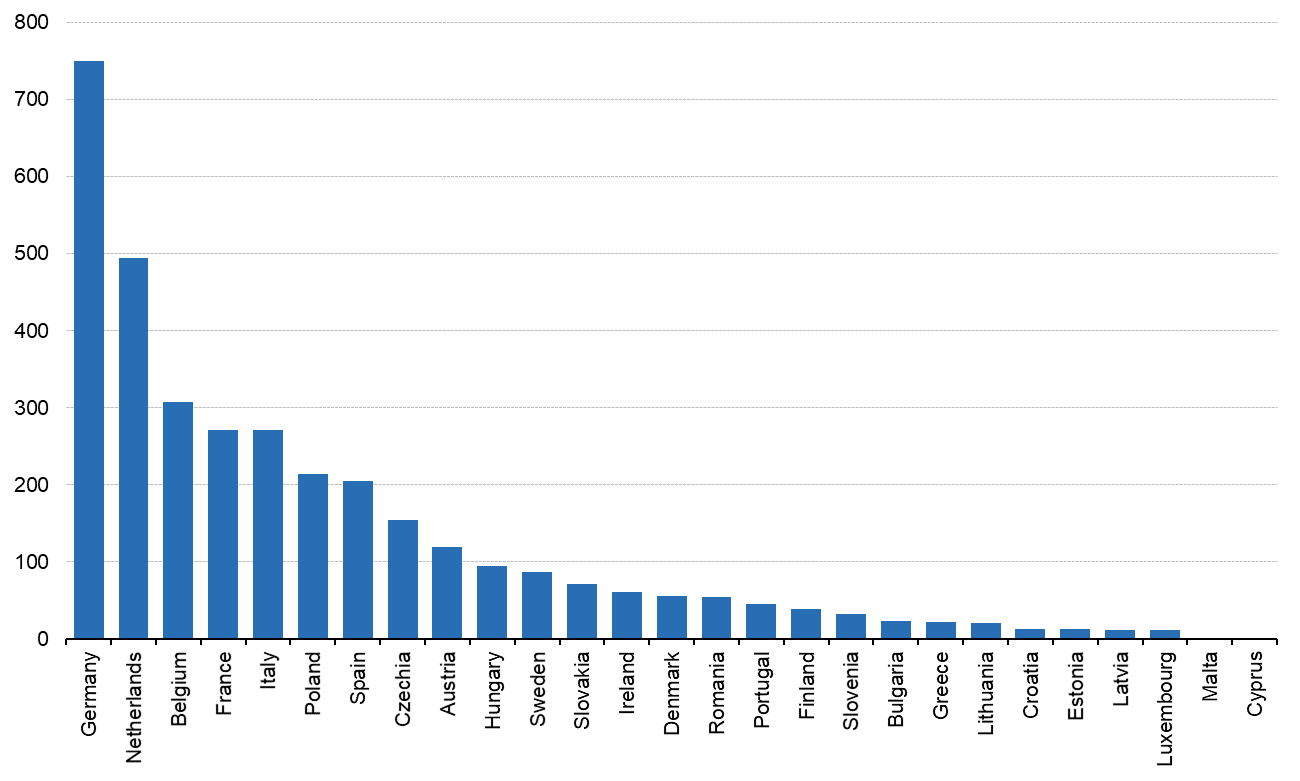 800
700
600
500
400
300
200
100
0
Germany
Netherlands
Belgium
France
Italy
Poland
Spain
Czechia
Austria
Hungary
Sweden
Slovakia
Ireland
Denmark
Romania
Portugal
Finland
Slovenia
Bulgaria
Greece
Lithuania
Croatia
Estonia
Latvia
Luxembourg
Malta
Cyprus